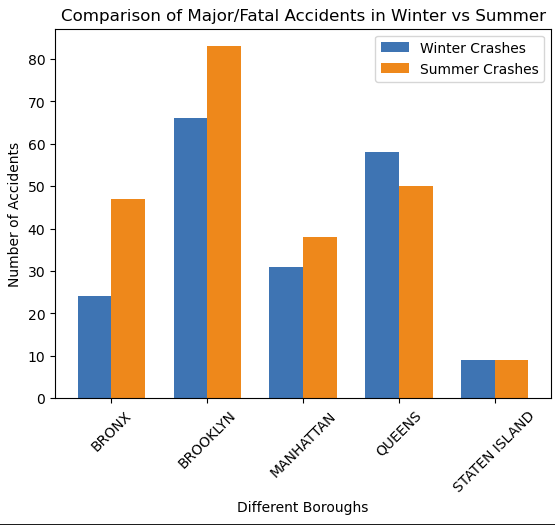 Comparison of Major/Fatal Accidents in Winter vs Summer
Winter Crashes
Summer Crashes
Number of Accidents
80
70
60
50
40
30
20
10
0
BRONX
BROOKLYN
MANHATTAN
QUEENS
STATEN ISLAND
Different Boroughs